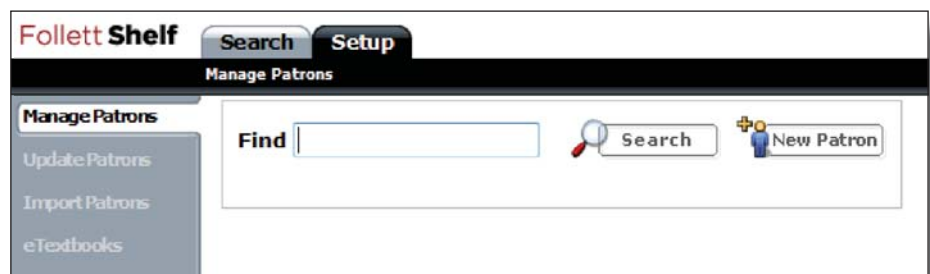 Follett Shelf
Search Setup
Manage Patrons
Manage Patrons
Update Patrons
Import Patrons
eTextbooks
Find Search New Patron